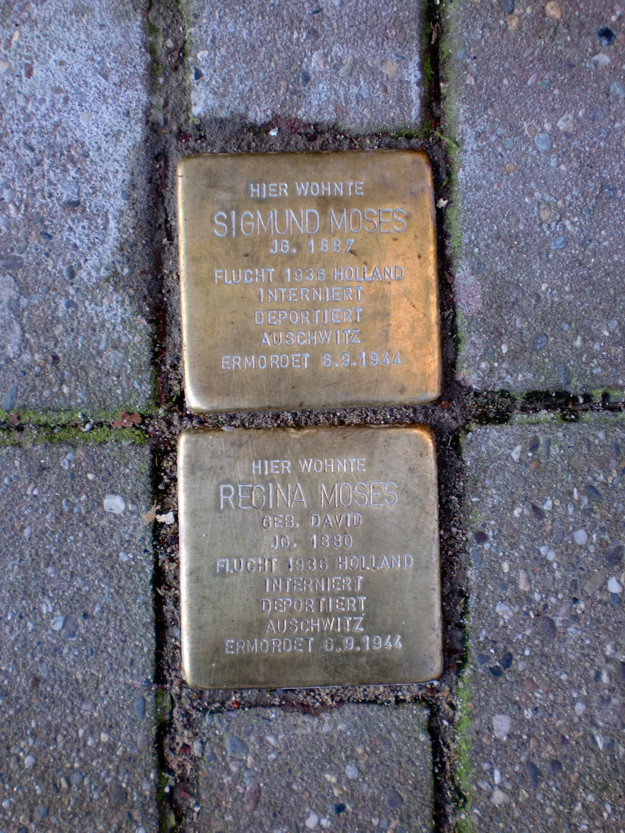 HIER WOHNTE
SIGMUND MOSES
JG. 1887
FLUCHT 1936 HOLLAND
INTERNIERT
DEPORTIERT
AUSCHWITZ
ERMORDET 6.9.1944
HIER WOHNTE
REGINA MOSES
GEB. DAVID
JG. 1880
FLUCHT 1936 HOLLAND
INTERNIERT
DEPORTIERT
AUSCHWITZ
ERMORDET 6.9.1944